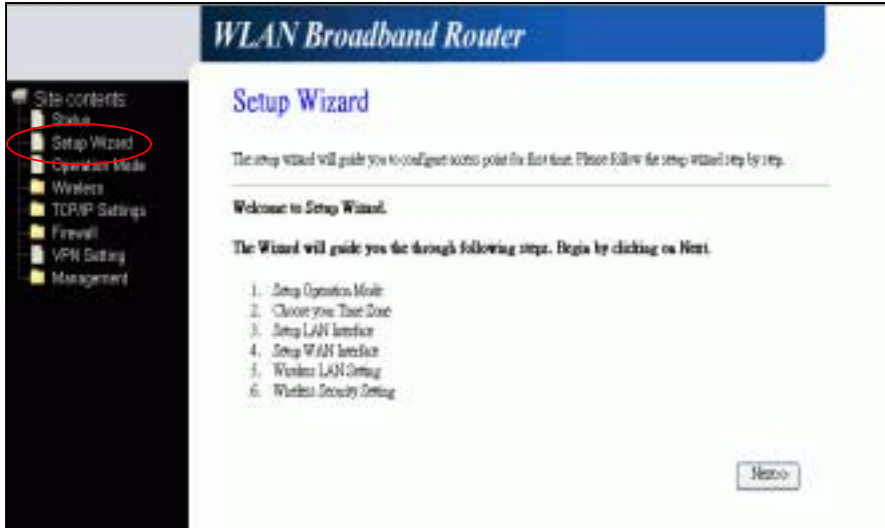 WLAN Broadband Router
Site contents:
Status
Setup Wizard
Operation Mode
Wireless
TCP/IP Settings
Firewall
VPN Setting
Management
Setup Wizard
The setup wizard will guide you to configure access point for first time. Please follow the setup wizard step by step.
Welcome to Setup Wizard.
The Wizard will guide you the through following steps. Begin by clicking on Next.
1. Setup Operation Mode
2. Choose your Time Zone
3. Setup LAN Interface
4. Setup WAN Interface
5. Wireless LAN Setting
6. Wireless Security Setting
Next>>